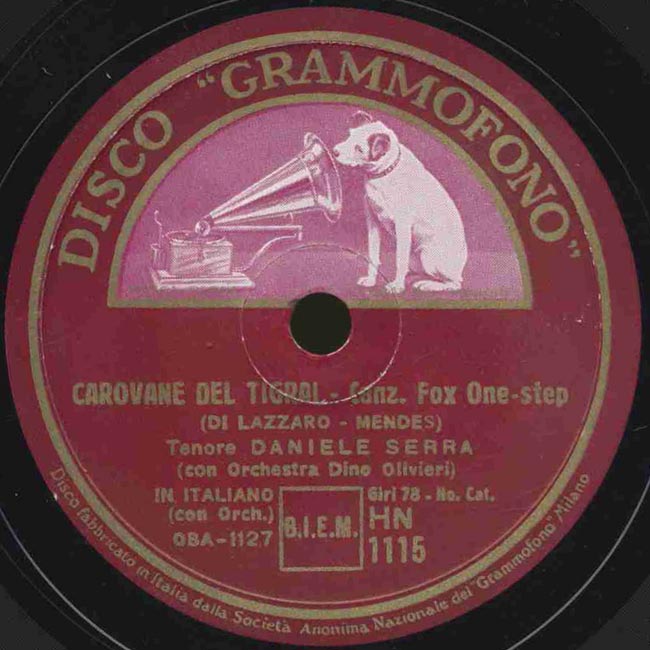 DISCO "GRAMMOFONO"
CAROVANE DEL TIGRAI - Canz. Fox One-step
(DI LAZZARO - MENDES)
Tenore DANIELE SERRA
(con Orchestra Dino Olivieri)
IN ITALIANO
(con Orch.)
OBA-1127
B.I.E.M.
Giri 78 - No. Cat.
HN
1115
Disco fabbricato in Italia dalla Società Anonima Nazionale del "Grammofono" Milano